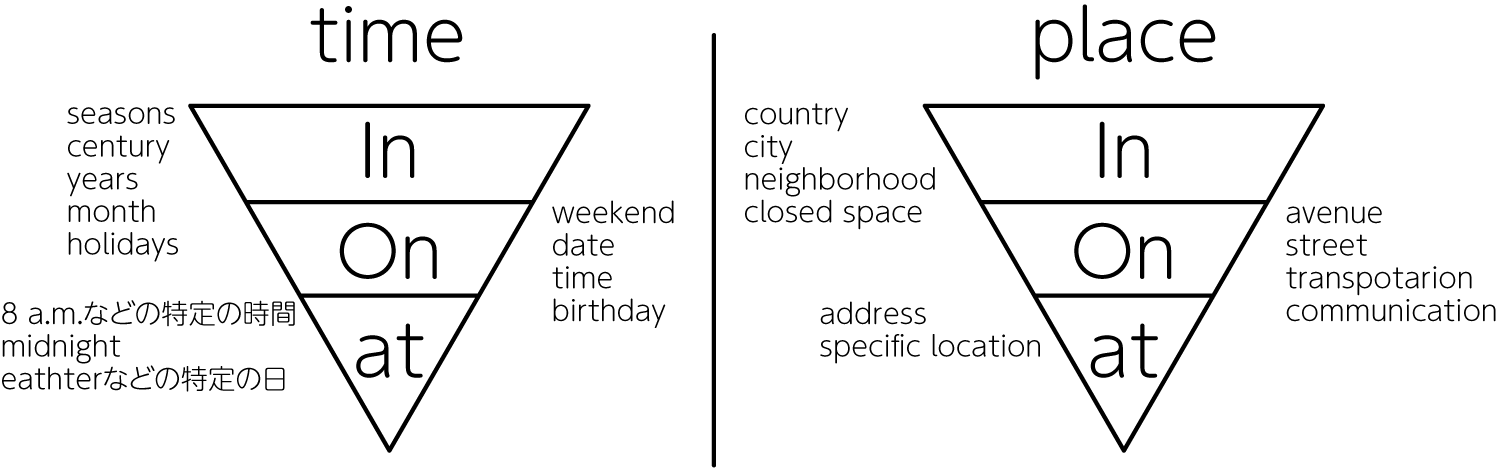 time
seasons
century
years
month
holidays
In
On
at
weekend
date
time
birthday
8 a.m.などの特定の時間
midnight
eathterなどの特定の日
place
country
city
neighborhood
closed space
In
On
at
avenue
street
transpotarion
communication
address
specific location